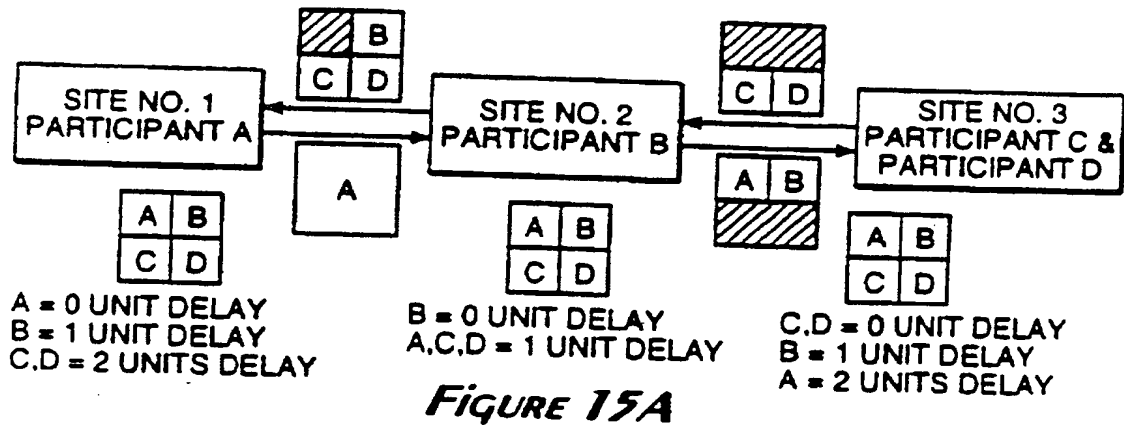 B
C D
SITE NO. 1
PARTICIPANT A
SITE NO. 2
PARTICIPANT B
C D
SITE NO. 3
PARTICIPANT C &
PARTICIPANT D
A
A B
A B
C D
A B
C D
A B
C D
A = 0 UNIT DELAY
B = 1 UNIT DELAY
C,D = 2 UNITS DELAY
B = 0 UNIT DELAY
A,C,D = 1 UNIT DELAY
C,D = 0 UNIT DELAY
B = 1 UNIT DELAY
A = 2 UNITS DELAY
FIGURE 15A